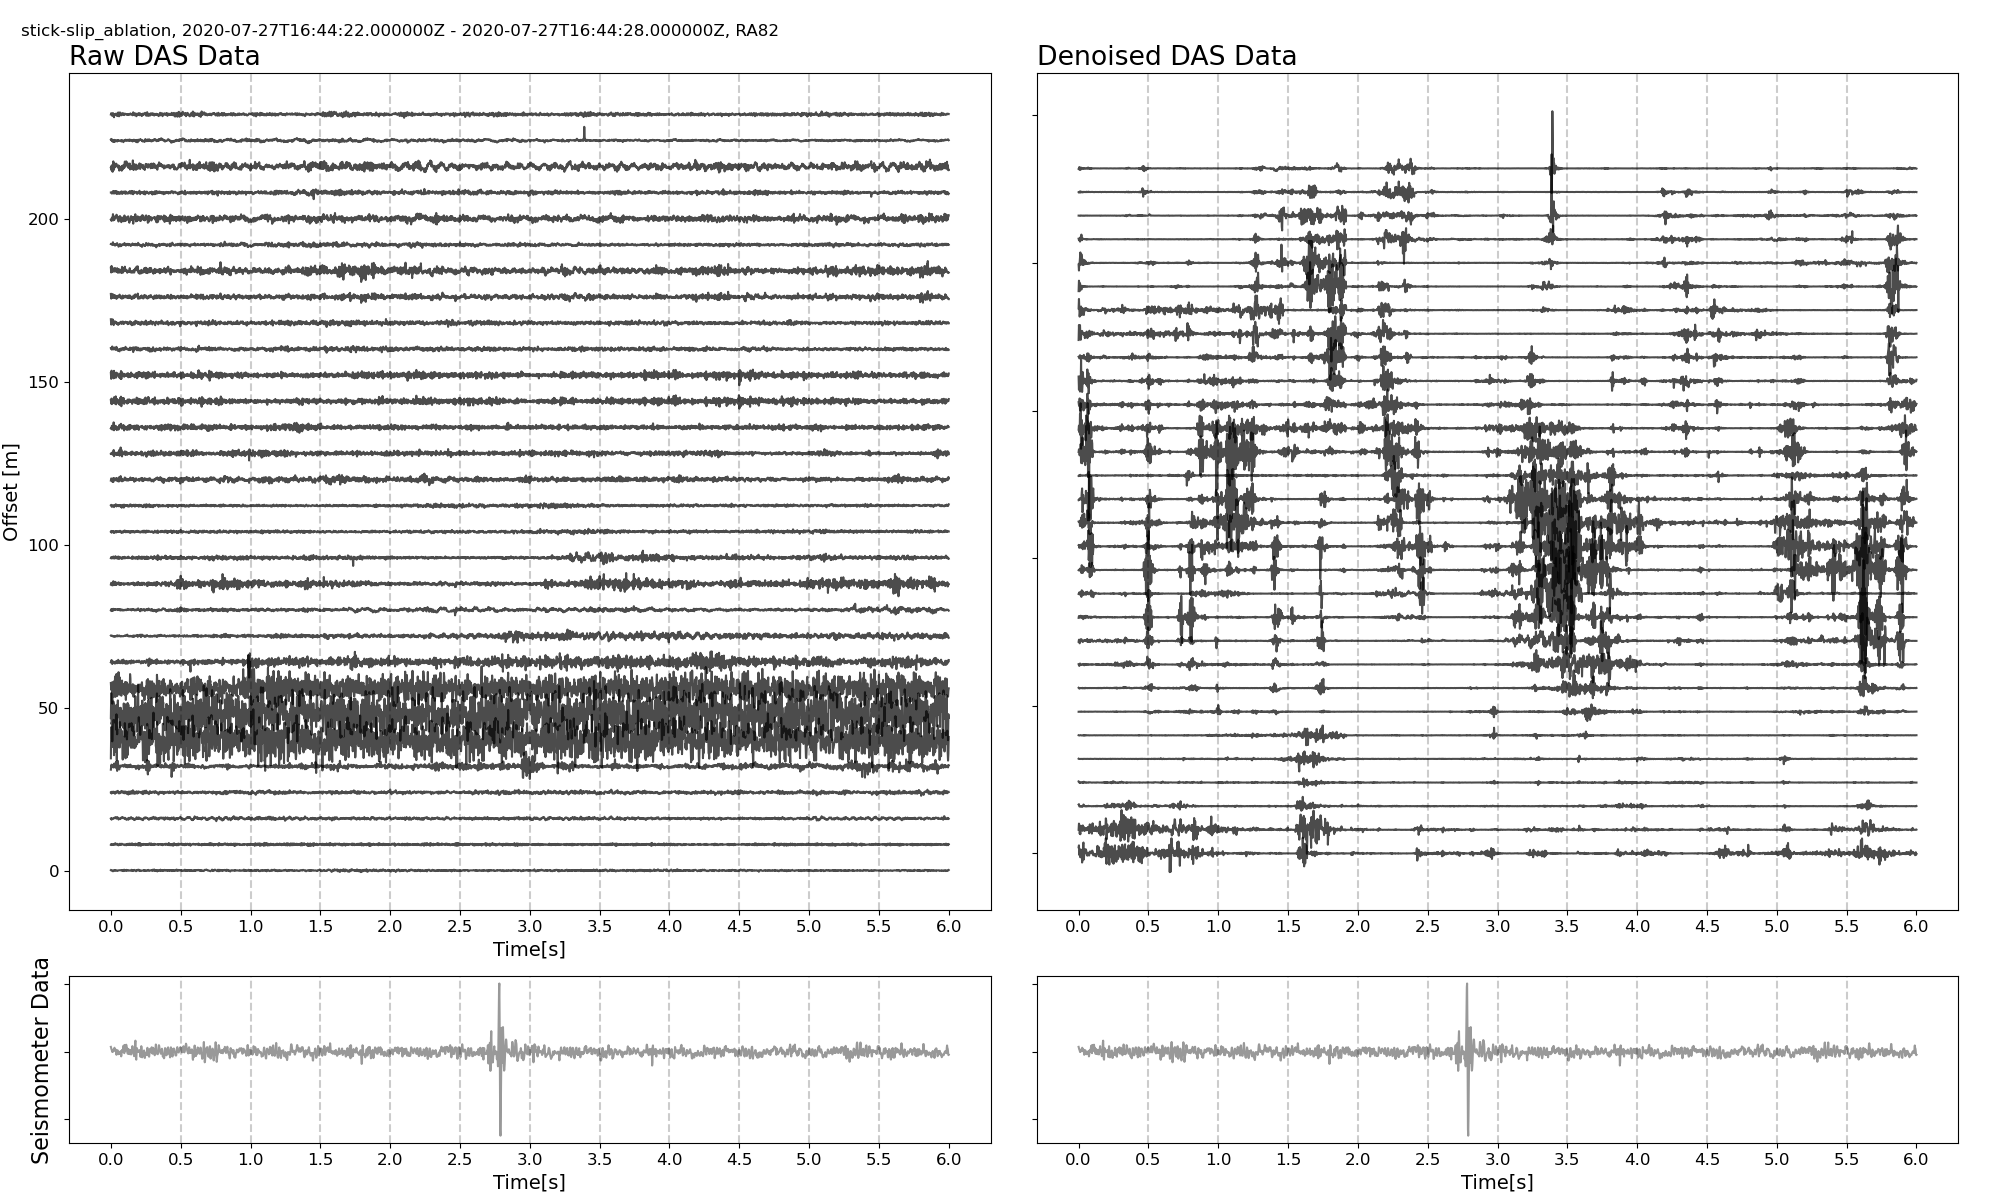 stick-slip_ablation, 2020-07-27T16:44:22.000000Z - 2020-07-27T16:44:28.000000Z, RA82
Raw DAS Data
Denoised DAS Data
Offset [m]
200
150
100
50
0
0.0 0.5 1.0 1.5 2.0 2.5 3.0 3.5 4.0 4.5 5.0 5.5 6.0
Time[s]
0.0 0.5 1.0 1.5 2.0 2.5 3.0 3.5 4.0 4.5 5.0 5.5 6.0
Seismometer Data
0.0 0.5 1.0 1.5 2.0 2.5 3.0 3.5 4.0 4.5 5.0 5.5 6.0
Time[s]
0.0 0.5 1.0 1.5 2.0 2.5 3.0 3.5 4.0 4.5 5.0 5.5 6.0
Time[s]